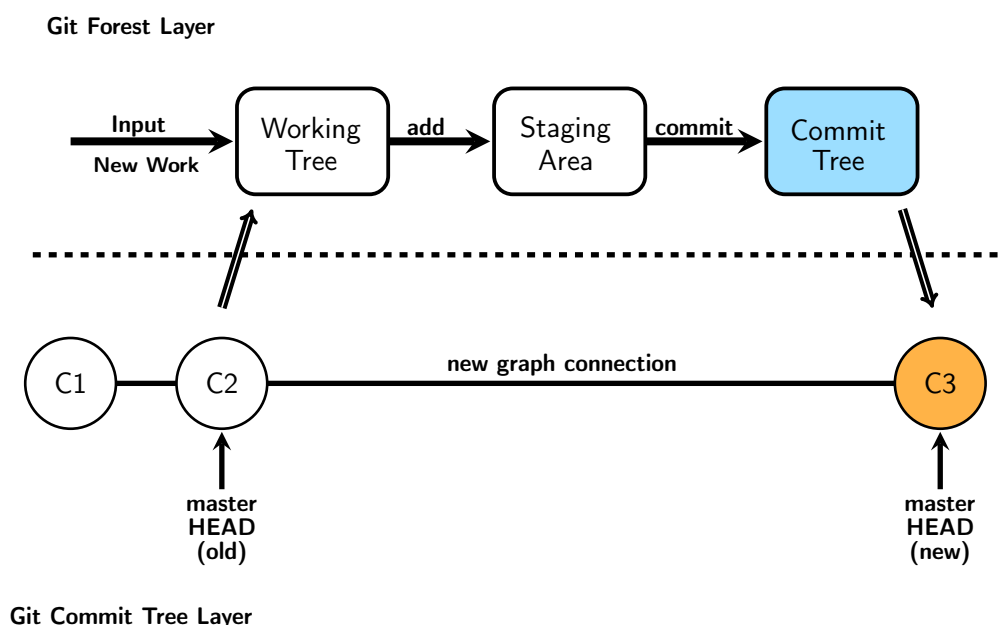 Git Forest Layer
Input
New Work
Working
Tree
add
Staging
Area
commit
Commit
Tree
C1
C2
new graph connection
C3
master
HEAD
(old)
master
HEAD
(new)
Git Commit Tree Layer